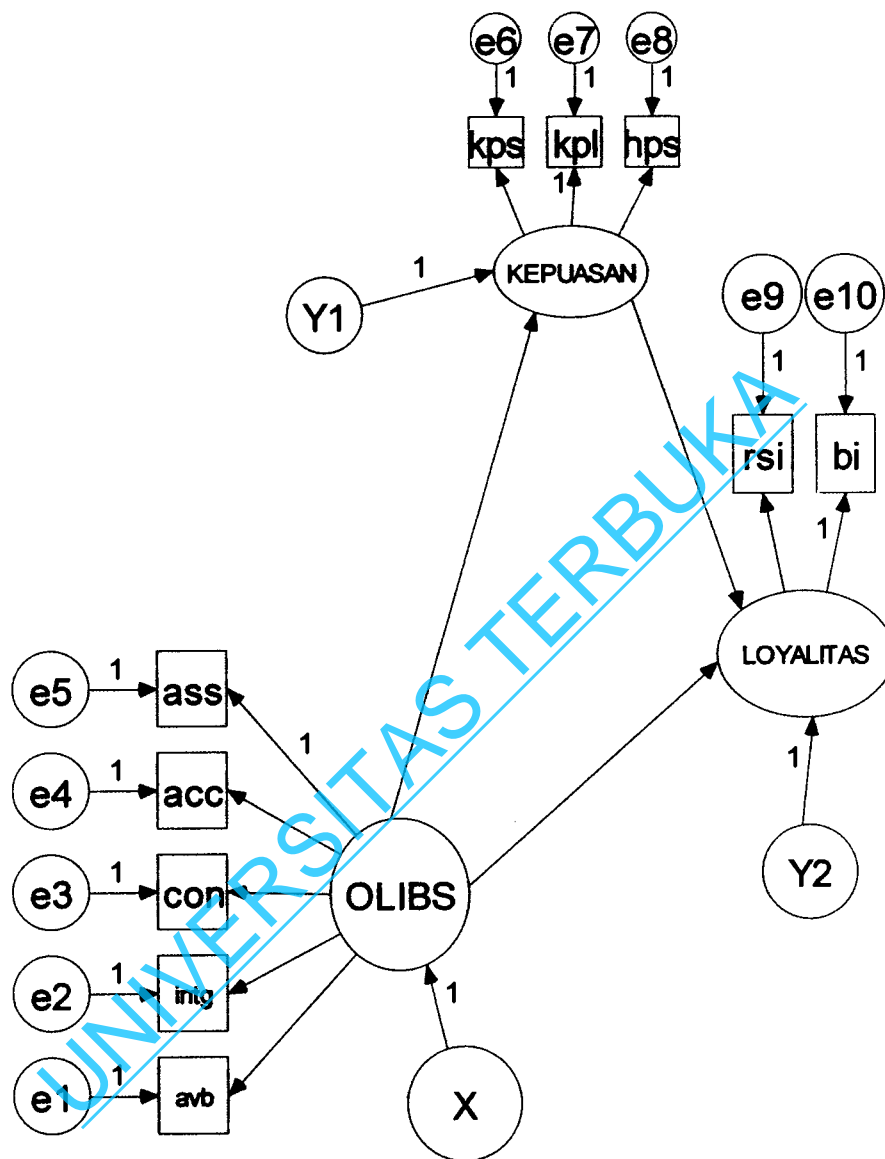 e6 e7 e8
1 1 1
kps kpl hps
1
KEPUASAN
1
Y1
e9 e10
1 1
rsi bi
1
LOYALITAS
1
Y2
e5 1 ass
1
e4 1 acc
e3 1 con
OLIBS
e2 1 intg
1
e1 1 avb
X
UNIVERSITAS TERBUKA